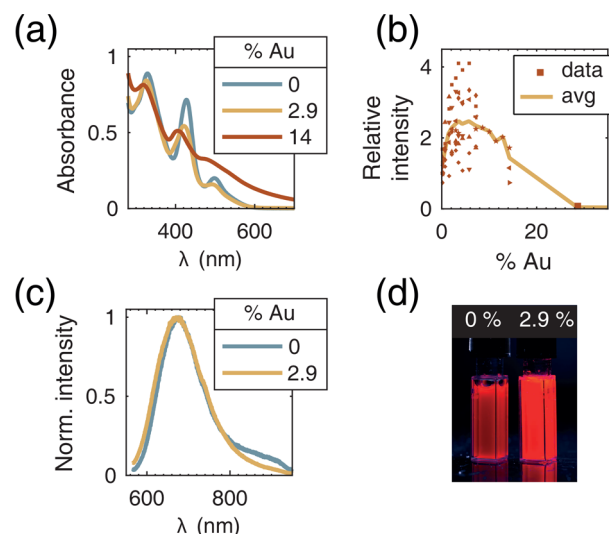 (a)
% Au
0
2.9
14
1
0.5
0
400 600
λ (nm)
Absorbance
(b)
data
avg
4
2
0
0 20
% Au
Relative
intensity
(c)
% Au
0
2.9
1
0.5
0
600 800
λ (nm)
Norm. intensity
(d)
0 % 2.9 %